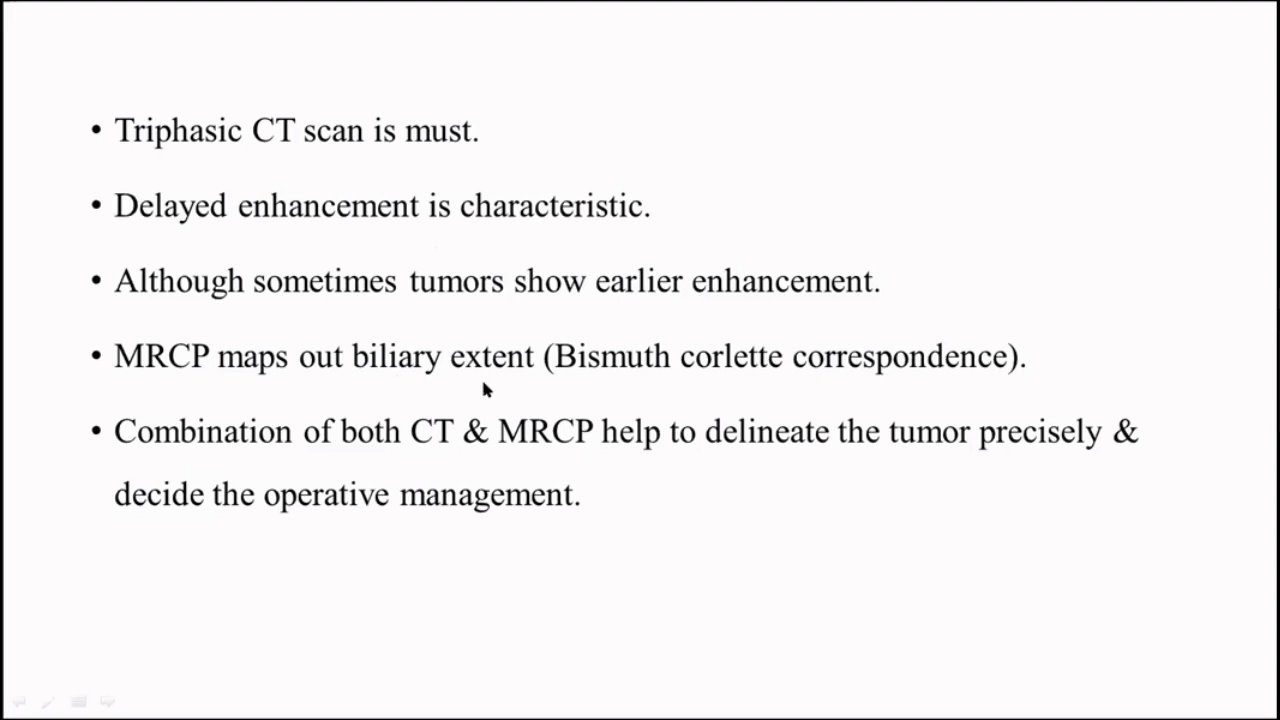 • Triphasic CT scan is must.
• Delayed enhancement is characteristic.
• Although sometimes tumors show earlier enhancement.
• MRCP maps out biliary extent (Bismuth corlette correspondence).
• Combination of both CT & MRCP help to delineate the tumor precisely &
decide the operative management.